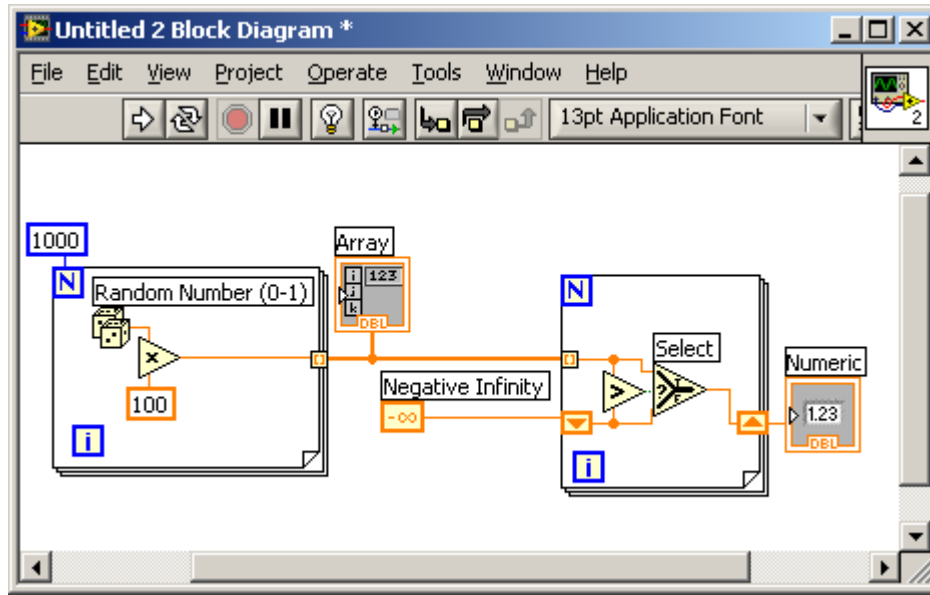 Untitled 2 Block Diagram *
File Edit View Project Operate Tools Window Help
13pt Application Font
2
1000
N
Random Number (0-1)
100
i
Array
i
j
k
123
DBL
Negative Infinity
-∞
N
Select
>
?
T
F
i
Numeric
1.23
DBL